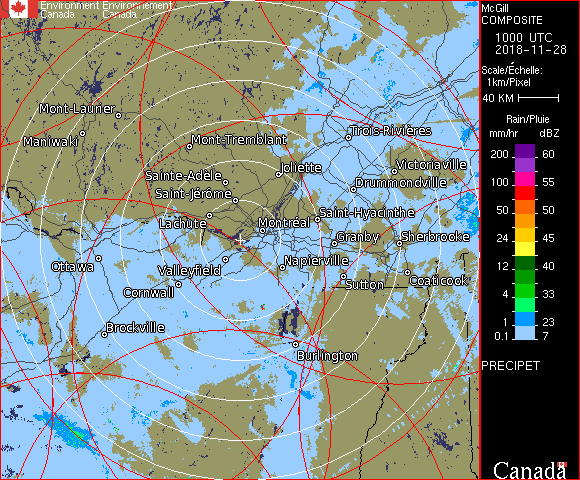 Environment Environnement
Canada Canada
McGill
COMPOSITE
1000 UTC
2018-11-28
Scale/Échelle:
1km/Pixel
40 KM
Rain/Pluie
mm/hr dBZ
200 60
100 55
50 50
24 45
12 40
4 33
1 23
0.1 7
PRECIPET
Canada
Mont-Laurier
Maniwaki
Mont-Tremblant
Trois-Rivières
Sainte-Adèle
Joliette
Victoriaville
Saint-Jérôme
Drummondville
Lachute
Montréal
Saint-Hyacinthe
Granby
Sherbrooke
Ottawa
Valleyfield
Napierville
Cornwall
Sutton
Coaticook
Brockville
Burlington